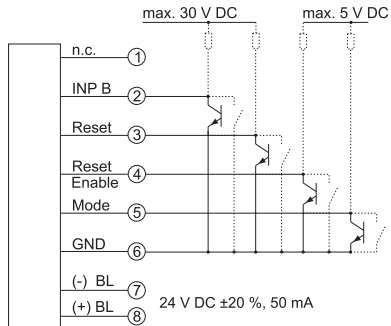 max. 30 V DC
max. 5 V DC
n.c.
1
INP B
2
Reset
3
Reset
Enable
4
Mode
5
GND
6
(-) BL
7
24 V DC ±20 %, 50 mA
(+) BL
8